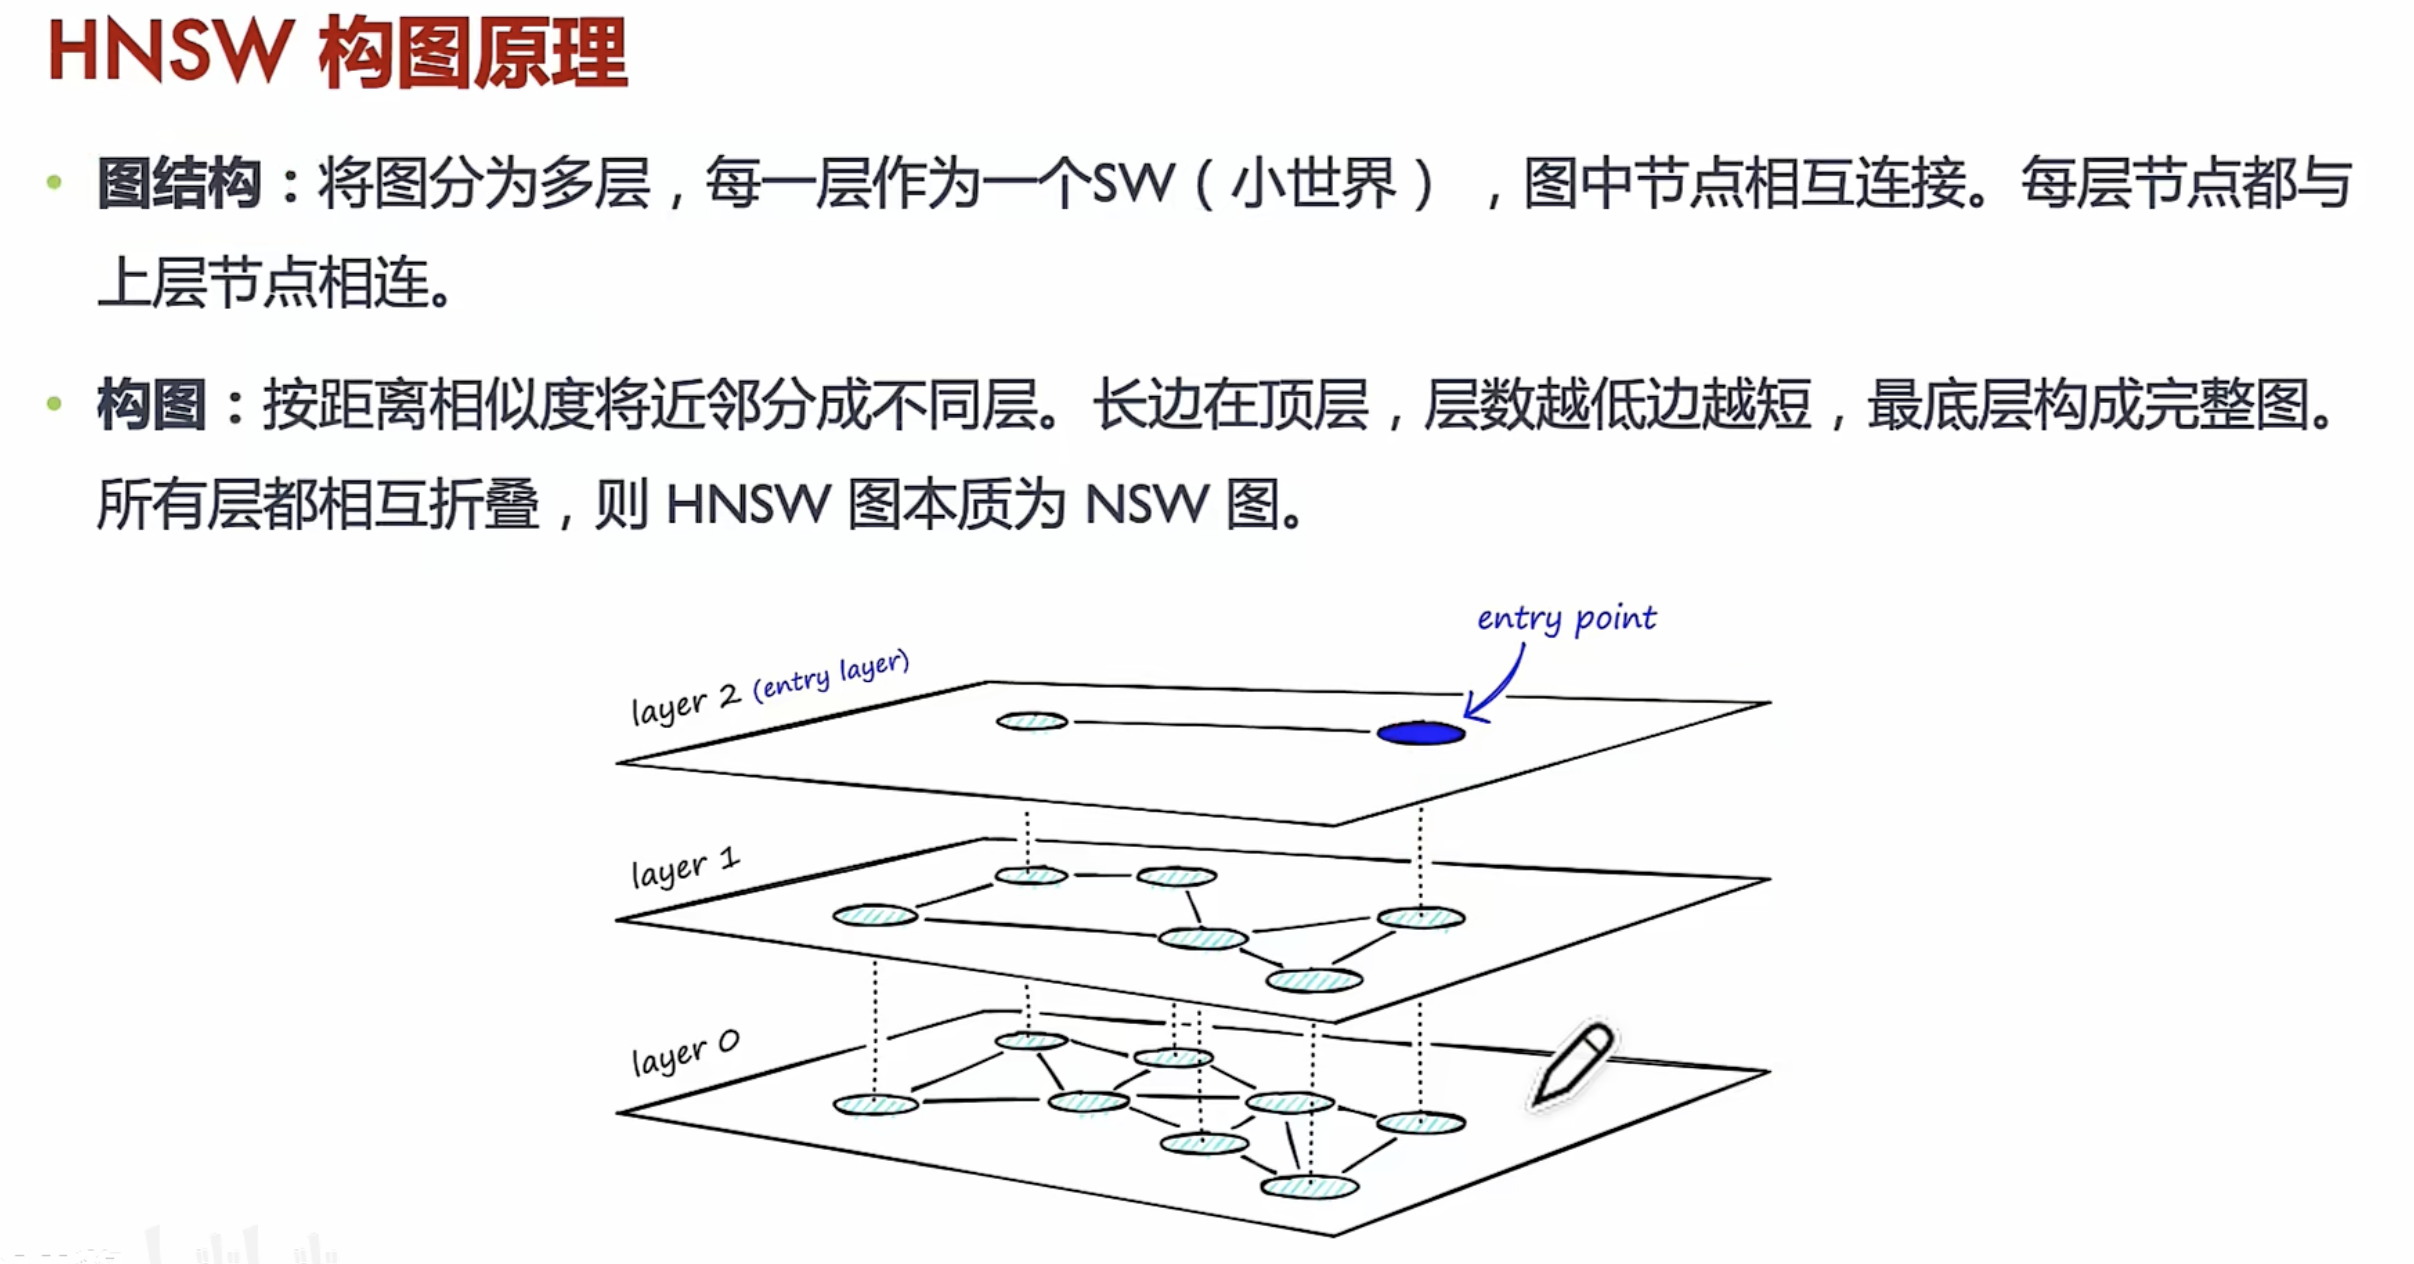 HNSW 构图原理
图结构：将图分为多层，每一层作为一个SW（小世界），图中节点相互连接。每层节点都与
上层节点相连。
构图：按距离相似度将近邻分成不同层。长边在顶层，层数越低边越短，最底层构成完整图。
所有层都相互折叠，则 HNSW 图本质为 NSW 图。
entry point
layer 2 (entry layer)
layer 1
layer 0